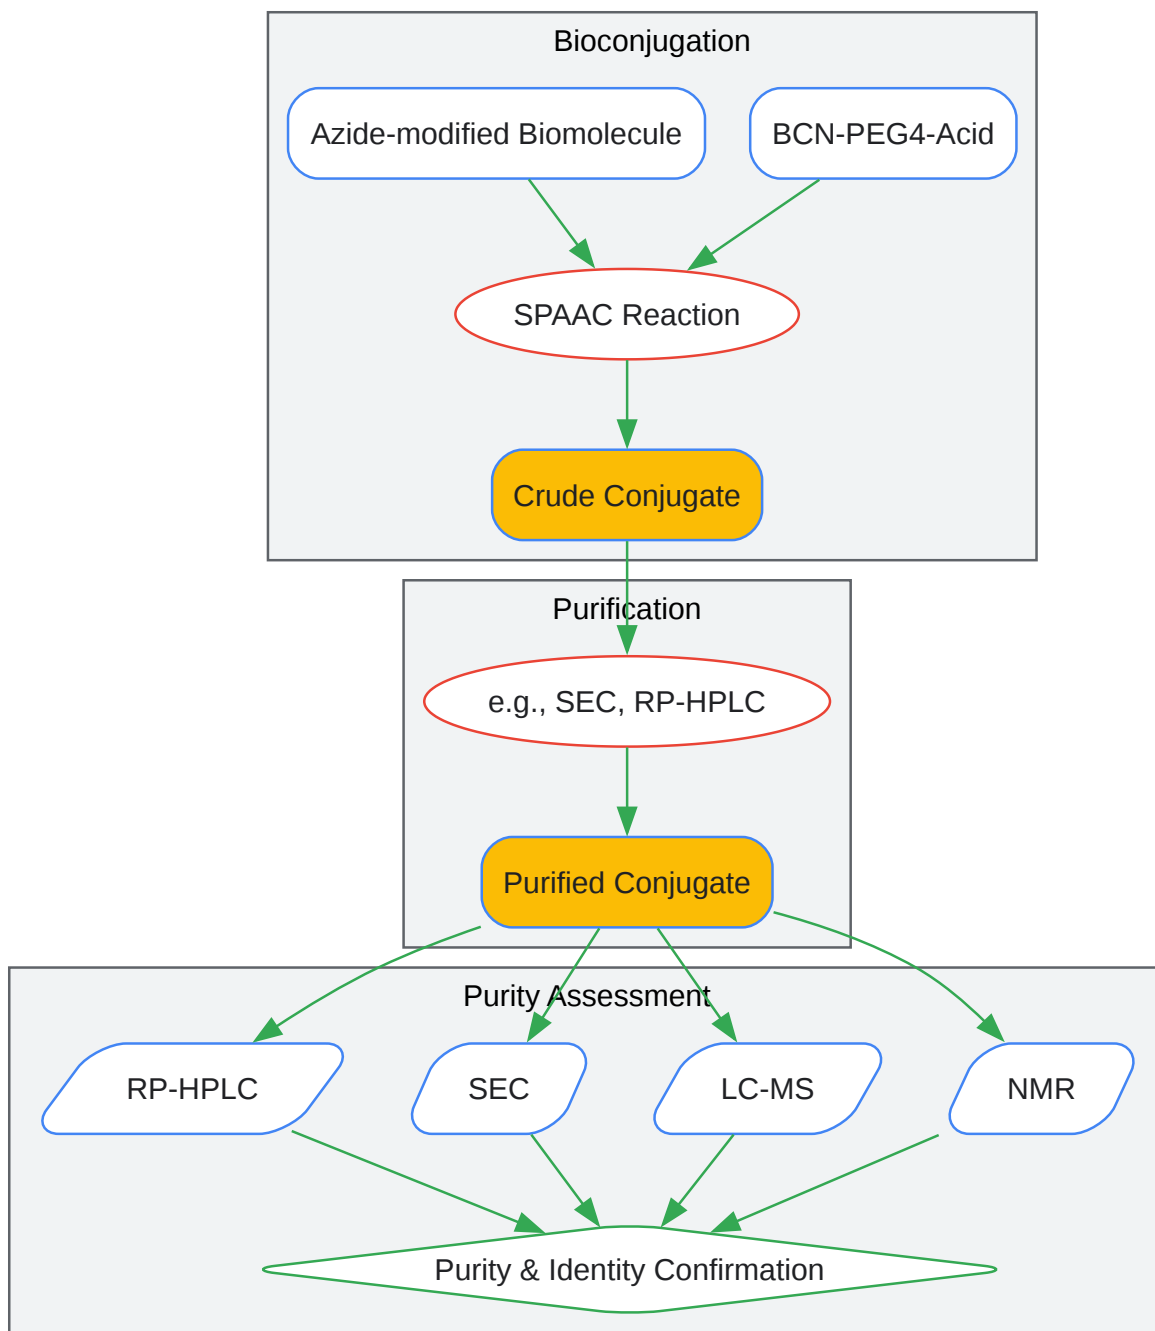 Bioconjugation
Azide-modified Biomolecule
BCN-PEG4-Acid
SPAAC Reaction
Crude Conjugate
Purification
e.g., SEC, RP-HPLC
Purified Conjugate
Purity Assessment
RP-HPLC
SEC
LC-MS
NMR
Purity & Identity Confirmation